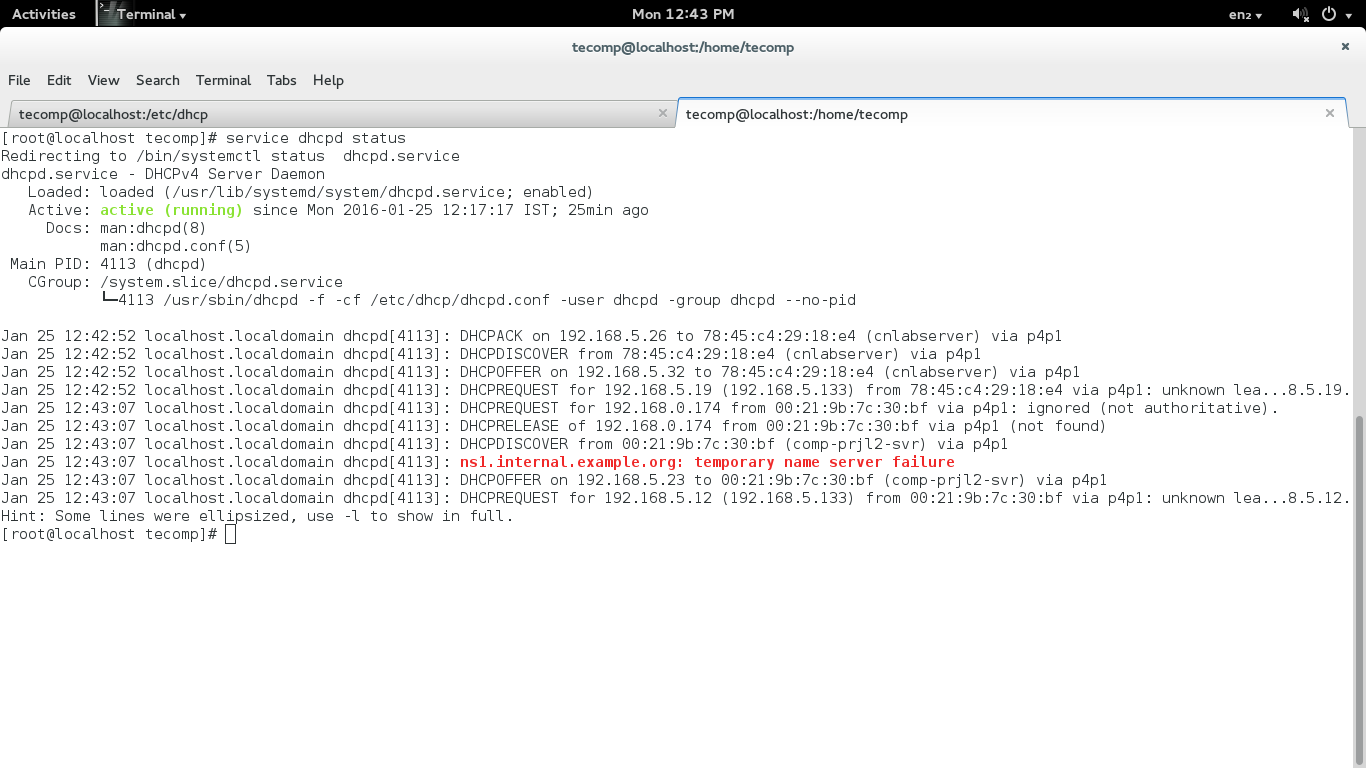 Activities Terminal Mon 12:43 PM en₂
tecomp@localhost:/home/tecomp
File Edit View Search Terminal Tabs Help
tecomp@localhost:/etc/dhcp tecomp@localhost:/home/tecomp
[root@localhost tecomp]# service dhcpd status
Redirecting to /bin/systemctl status  dhcpd.service
dhcpd.service - DHCPv4 Server Daemon
   Loaded: loaded (/usr/lib/systemd/system/dhcpd.service; enabled)
   Active: active (running) since Mon 2016-01-25 12:17:17 IST; 25min ago
     Docs: man:dhcpd(8)
           man:dhcpd.conf(5)
 Main PID: 4113 (dhcpd)
   CGroup: /system.slice/dhcpd.service
           └─4113 /usr/sbin/dhcpd -f -cf /etc/dhcp/dhcpd.conf -user dhcpd -group dhcpd --no-pid
Jan 25 12:42:52 localhost.localdomain dhcpd[4113]: DHCPACK on 192.168.5.26 to 78:45:c4:29:18:e4 (cnlabserver) via p4p1
Jan 25 12:42:52 localhost.localdomain dhcpd[4113]: DHCPDISCOVER from 78:45:c4:29:18:e4 (cnlabserver) via p4p1
Jan 25 12:42:52 localhost.localdomain dhcpd[4113]: DHCPOFFER on 192.168.5.32 to 78:45:c4:29:18:e4 (cnlabserver) via p4p1
Jan 25 12:42:52 localhost.localdomain dhcpd[4113]: DHCPREQUEST for 192.168.5.19 (192.168.5.133) from 78:45:c4:29:18:e4 via p4p1: unknown lea...8.5.19.
Jan 25 12:43:07 localhost.localdomain dhcpd[4113]: DHCPREQUEST for 192.168.0.174 from 00:21:9b:7c:30:bf via p4p1: ignored (not authoritative).
Jan 25 12:43:07 localhost.localdomain dhcpd[4113]: DHCPRELEASE of 192.168.0.174 from 00:21:9b:7c:30:bf via p4p1 (not found)
Jan 25 12:43:07 localhost.localdomain dhcpd[4113]: DHCPDISCOVER from 00:21:9b:7c:30:bf (comp-prjl2-svr) via p4p1
Jan 25 12:43:07 localhost.localdomain dhcpd[4113]: ns1.internal.example.org: temporary name server failure
Jan 25 12:43:07 localhost.localdomain dhcpd[4113]: DHCPOFFER on 192.168.5.23 to 00:21:9b:7c:30:bf (comp-prjl2-svr) via p4p1
Jan 25 12:43:07 localhost.localdomain dhcpd[4113]: DHCPREQUEST for 192.168.5.12 (192.168.5.133) from 00:21:9b:7c:30:bf via p4p1: unknown lea...8.5.12.
Hint: Some lines were ellipsized, use -l to show in full.
[root@localhost tecomp]#